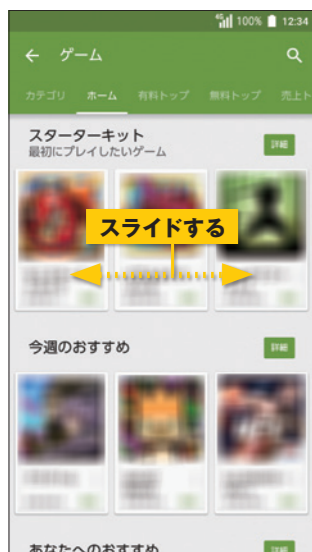 4G 100% 12:34
ゲーム
カテゴリ ホーム 有料トップ 無料トップ 売上ト
スターターキット
最初にプレイしたいゲーム
詳細
スライドする
今週のおすすめ
詳細
あなたへのおすすめ
詳細